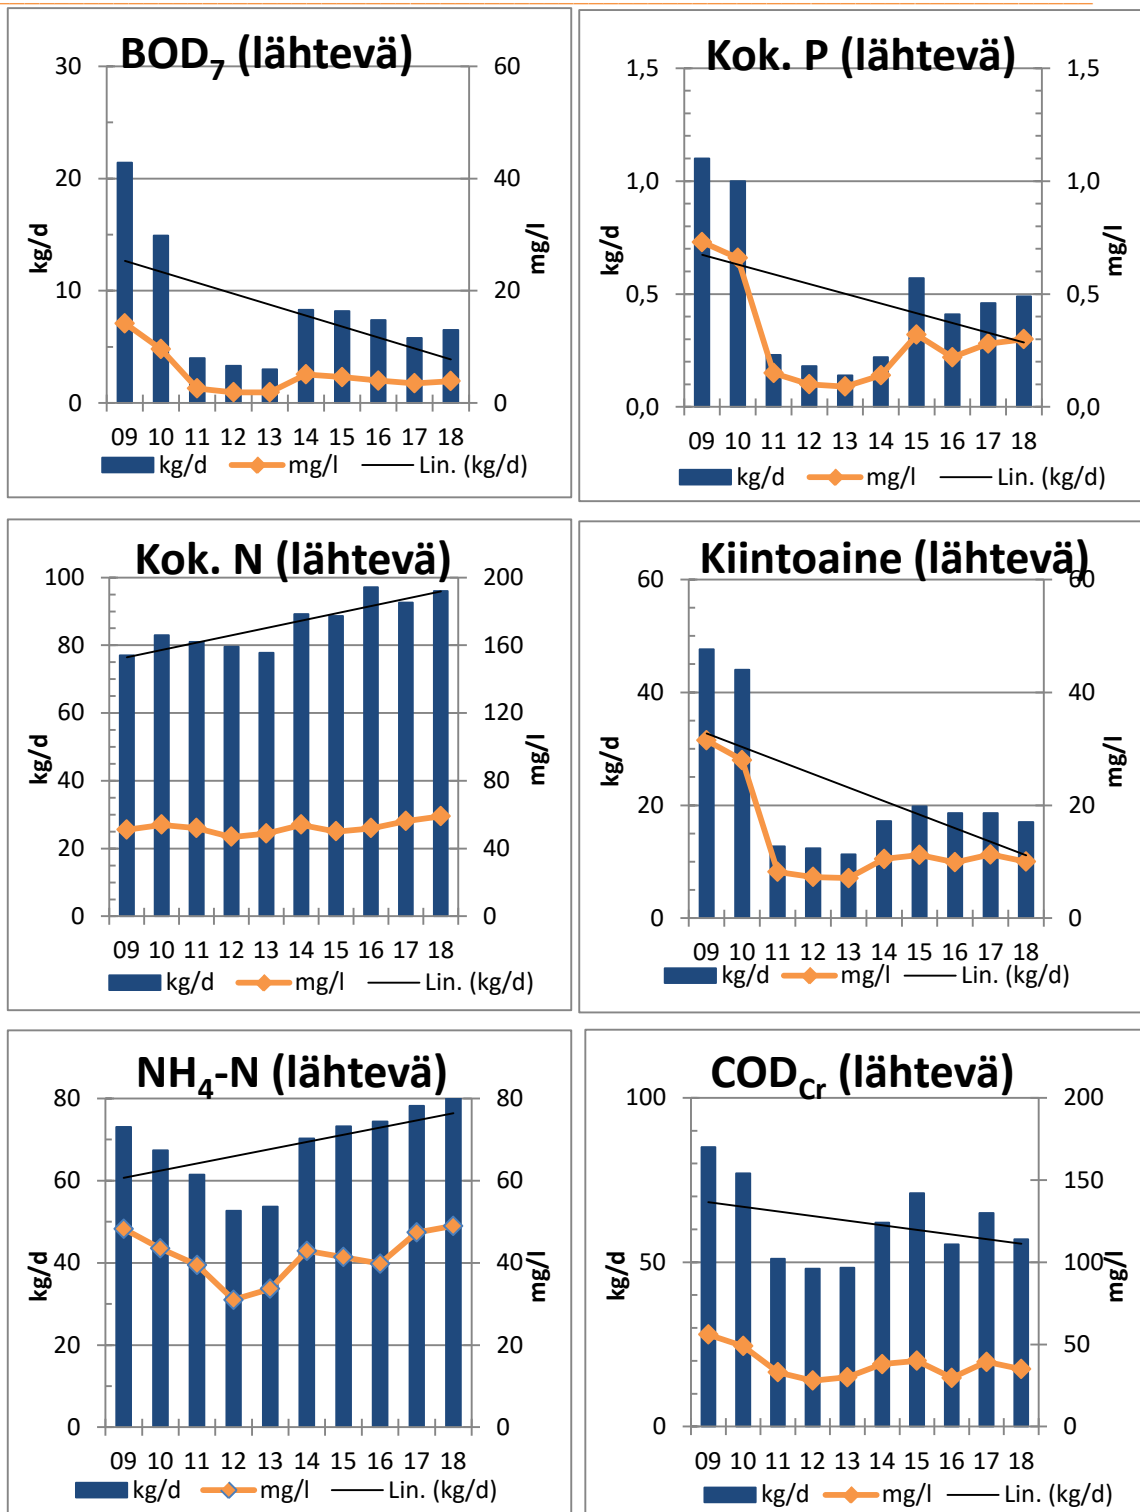 BOD7 (lähtevä)
30
20
10
0
kg/d
60
40
20
0
mg/l
09 10 11 12 13 14 15 16 17 18
kg/d mg/l Lin. (kg/d)
Kok. P (lähtevä)
1,5
1,0
0,5
0,0
kg/d
1,5
1,0
0,5
0,0
mg/l
09 10 11 12 13 14 15 16 17 18
kg/d mg/l Lin. (kg/d)
Kok. N (lähtevä)
100
80
60
40
20
0
kg/d
200
160
120
80
40
0
mg/l
09 10 11 12 13 14 15 16 17 18
kg/d mg/l Lin. (kg/d)
Kiintoaine (lähtevä)
60
40
20
0
kg/d
60
40
20
0
mg/l
09 10 11 12 13 14 15 16 17 18
kg/d mg/l Lin. (kg/d)
NH4-N (lähtevä)
80
60
40
20
0
kg/d
80
60
40
20
0
mg/l
09 10 11 12 13 14 15 16 17 18
kg/d mg/l Lin. (kg/d)
CODCr (lähtevä)
100
50
0
kg/d
200
150
100
50
0
mg/l
09 10 11 12 13 14 15 16 17 18
kg/d mg/l Lin. (kg/d)